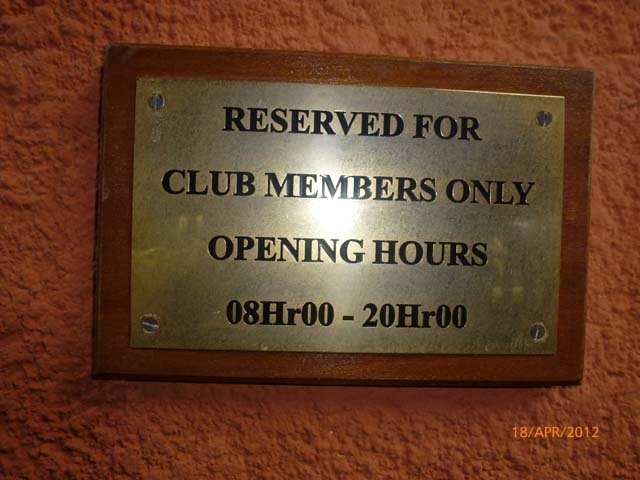 RESERVED FOR
CLUB MEMBERS ONLY
OPENING HOURS
08Hr00 - 20Hr00
18/APR/2012